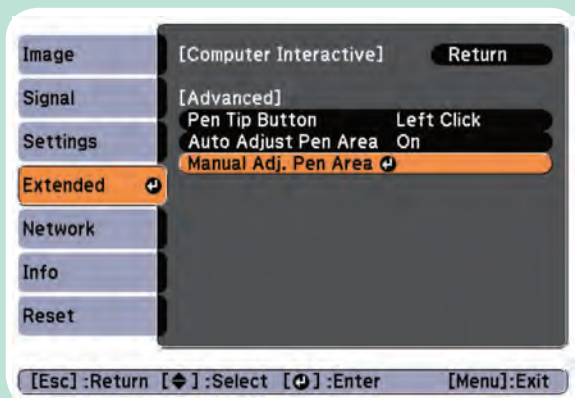 Image
Signal
Settings
Extended
Network
Info
Reset
[Computer Interactive] Return
[Advanced]
Pen Tip Button Left Click
Auto Adjust Pen Area On
Manual Adj. Pen Area
[Esc] :Return [◆] :Select [⏎] :Enter [Menu]:Exit